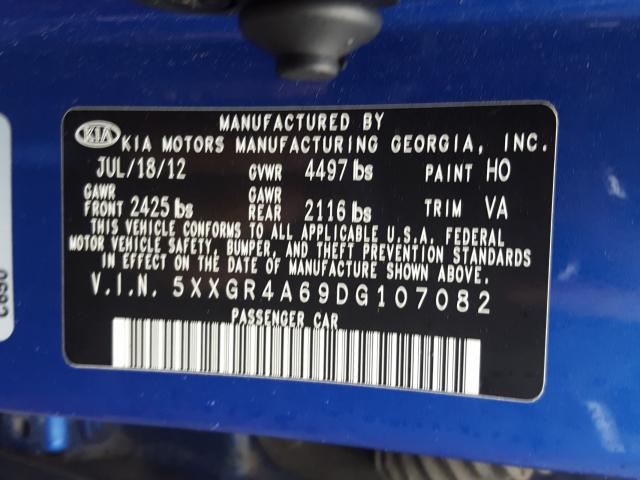 MANUFACTURED BY
KIA KIA MOTORS MANUFACTURING GEORGIA, INC.
JUL/18/12 GVWR 4497 lbs PAINT HO
GAWR FRONT 2425 lbs GAWR REAR 2116 lbs TRIM VA
THIS VEHICLE CONFORMS TO ALL APPLICABLE U.S.A. FEDERAL
MOTOR VEHICLE SAFETY, BUMPER, AND THEFT PREVENTION STANDARDS
IN EFFECT ON THE DATE OF MANUFACTURE SHOWN ABOVE.
V.I.N. 5XXGR4A69DG107082
PASSENGER CAR